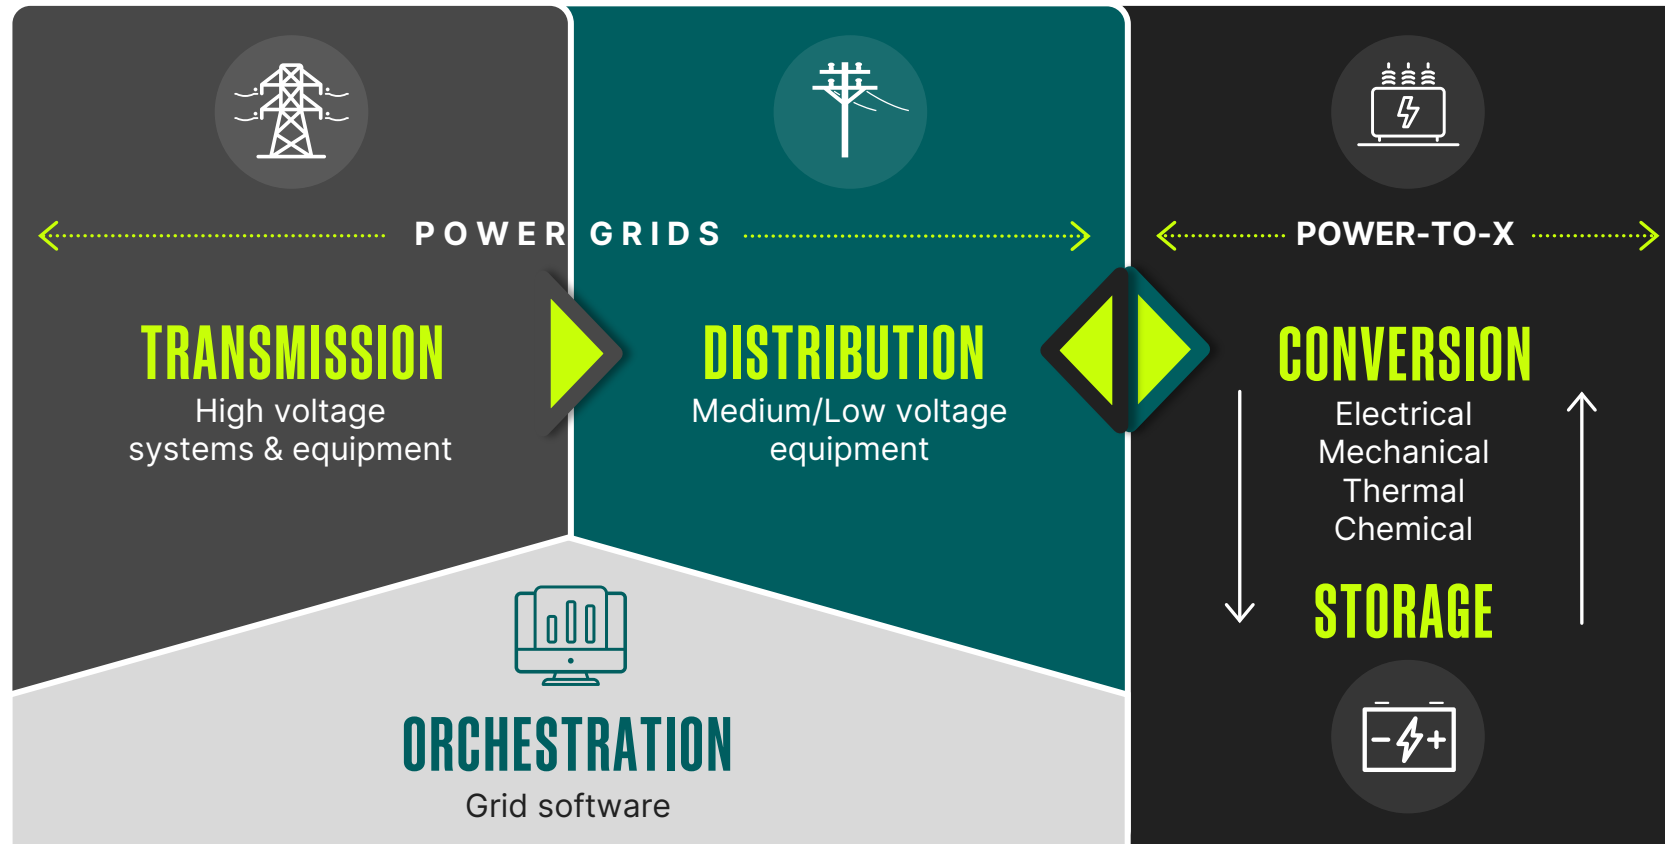 POWER GRIDS
TRANSMISSION
High voltage
systems & equipment
DISTRIBUTION
Medium/Low voltage
equipment
ORCHESTRATION
Grid software
POWER-TO-X
CONVERSION
Electrical
Mechanical
Thermal
Chemical
STORAGE